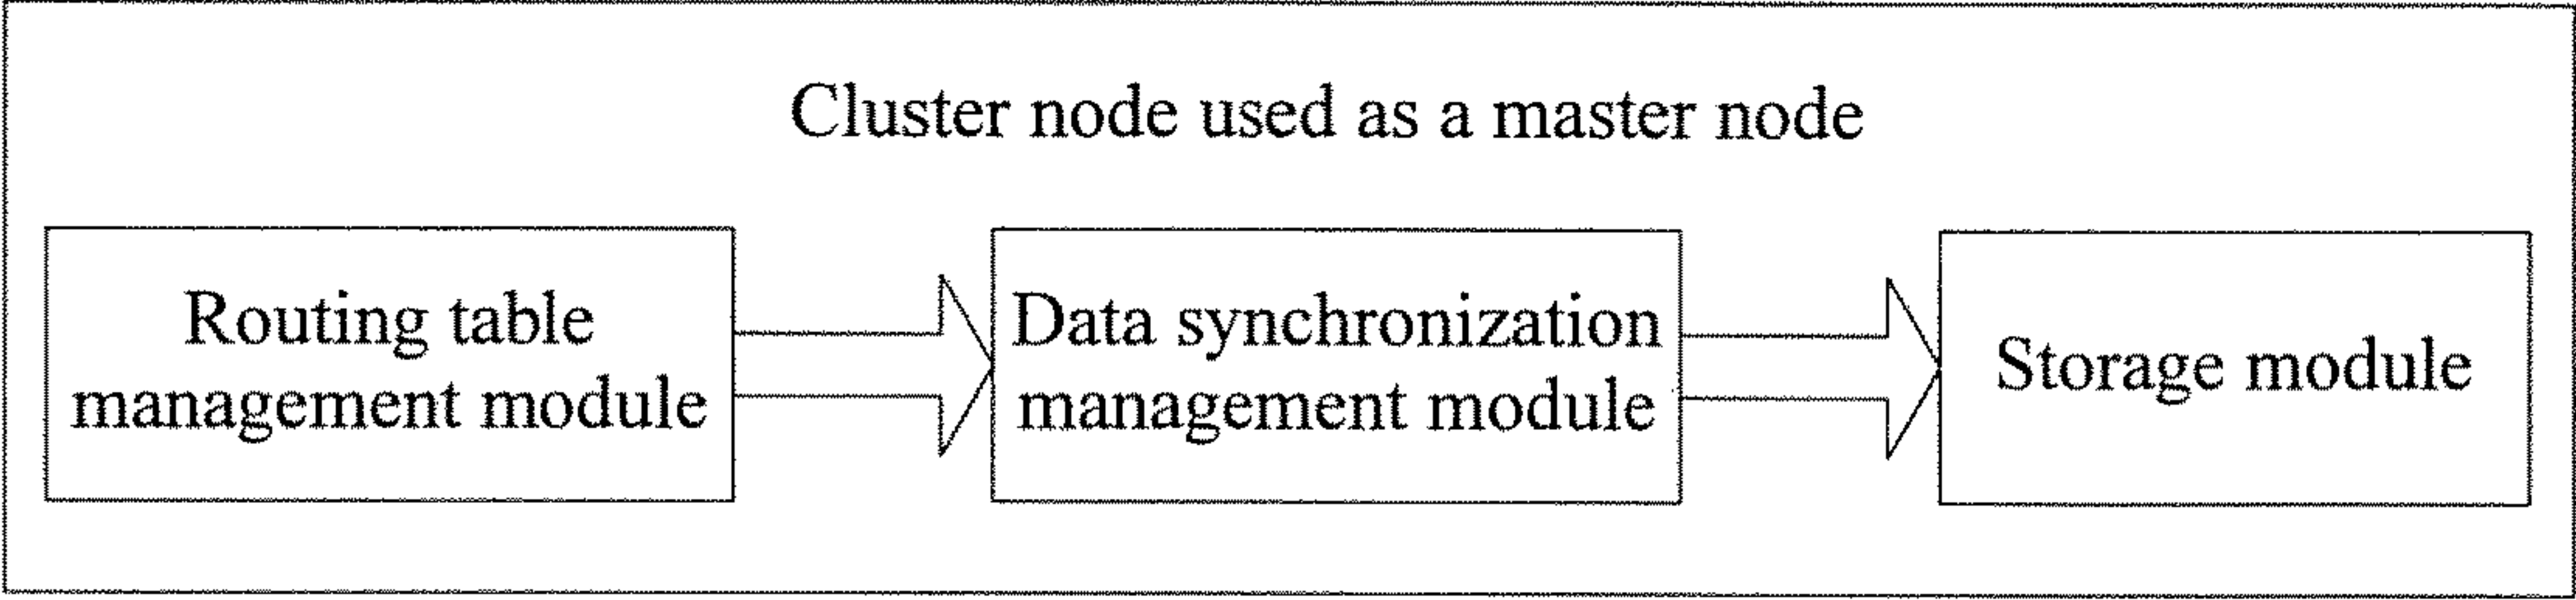 Cluster node used as a master node
Routing table
management module
Data synchronization
management module
Storage module